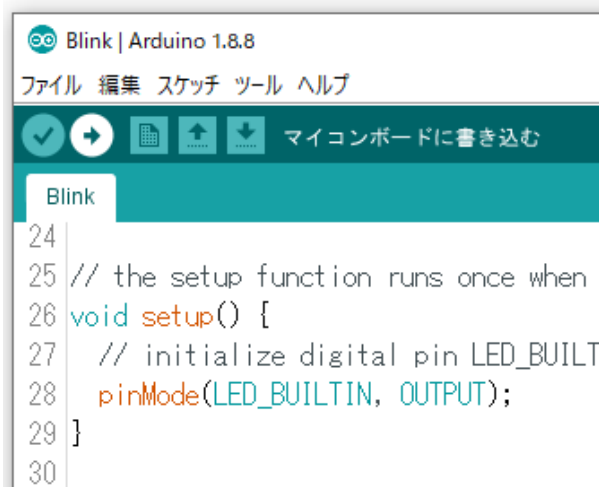 Blink | Arduino 1.8.8
ファイル 編集 スケッチ ツール ヘルプ
マイコンボードに書き込む
Blink
24
25 // the setup function runs once when
26 void setup() {
27 // initialize digital pin LED_BUILT
28 pinMode(LED_BUILTIN, OUTPUT);
29 }
30